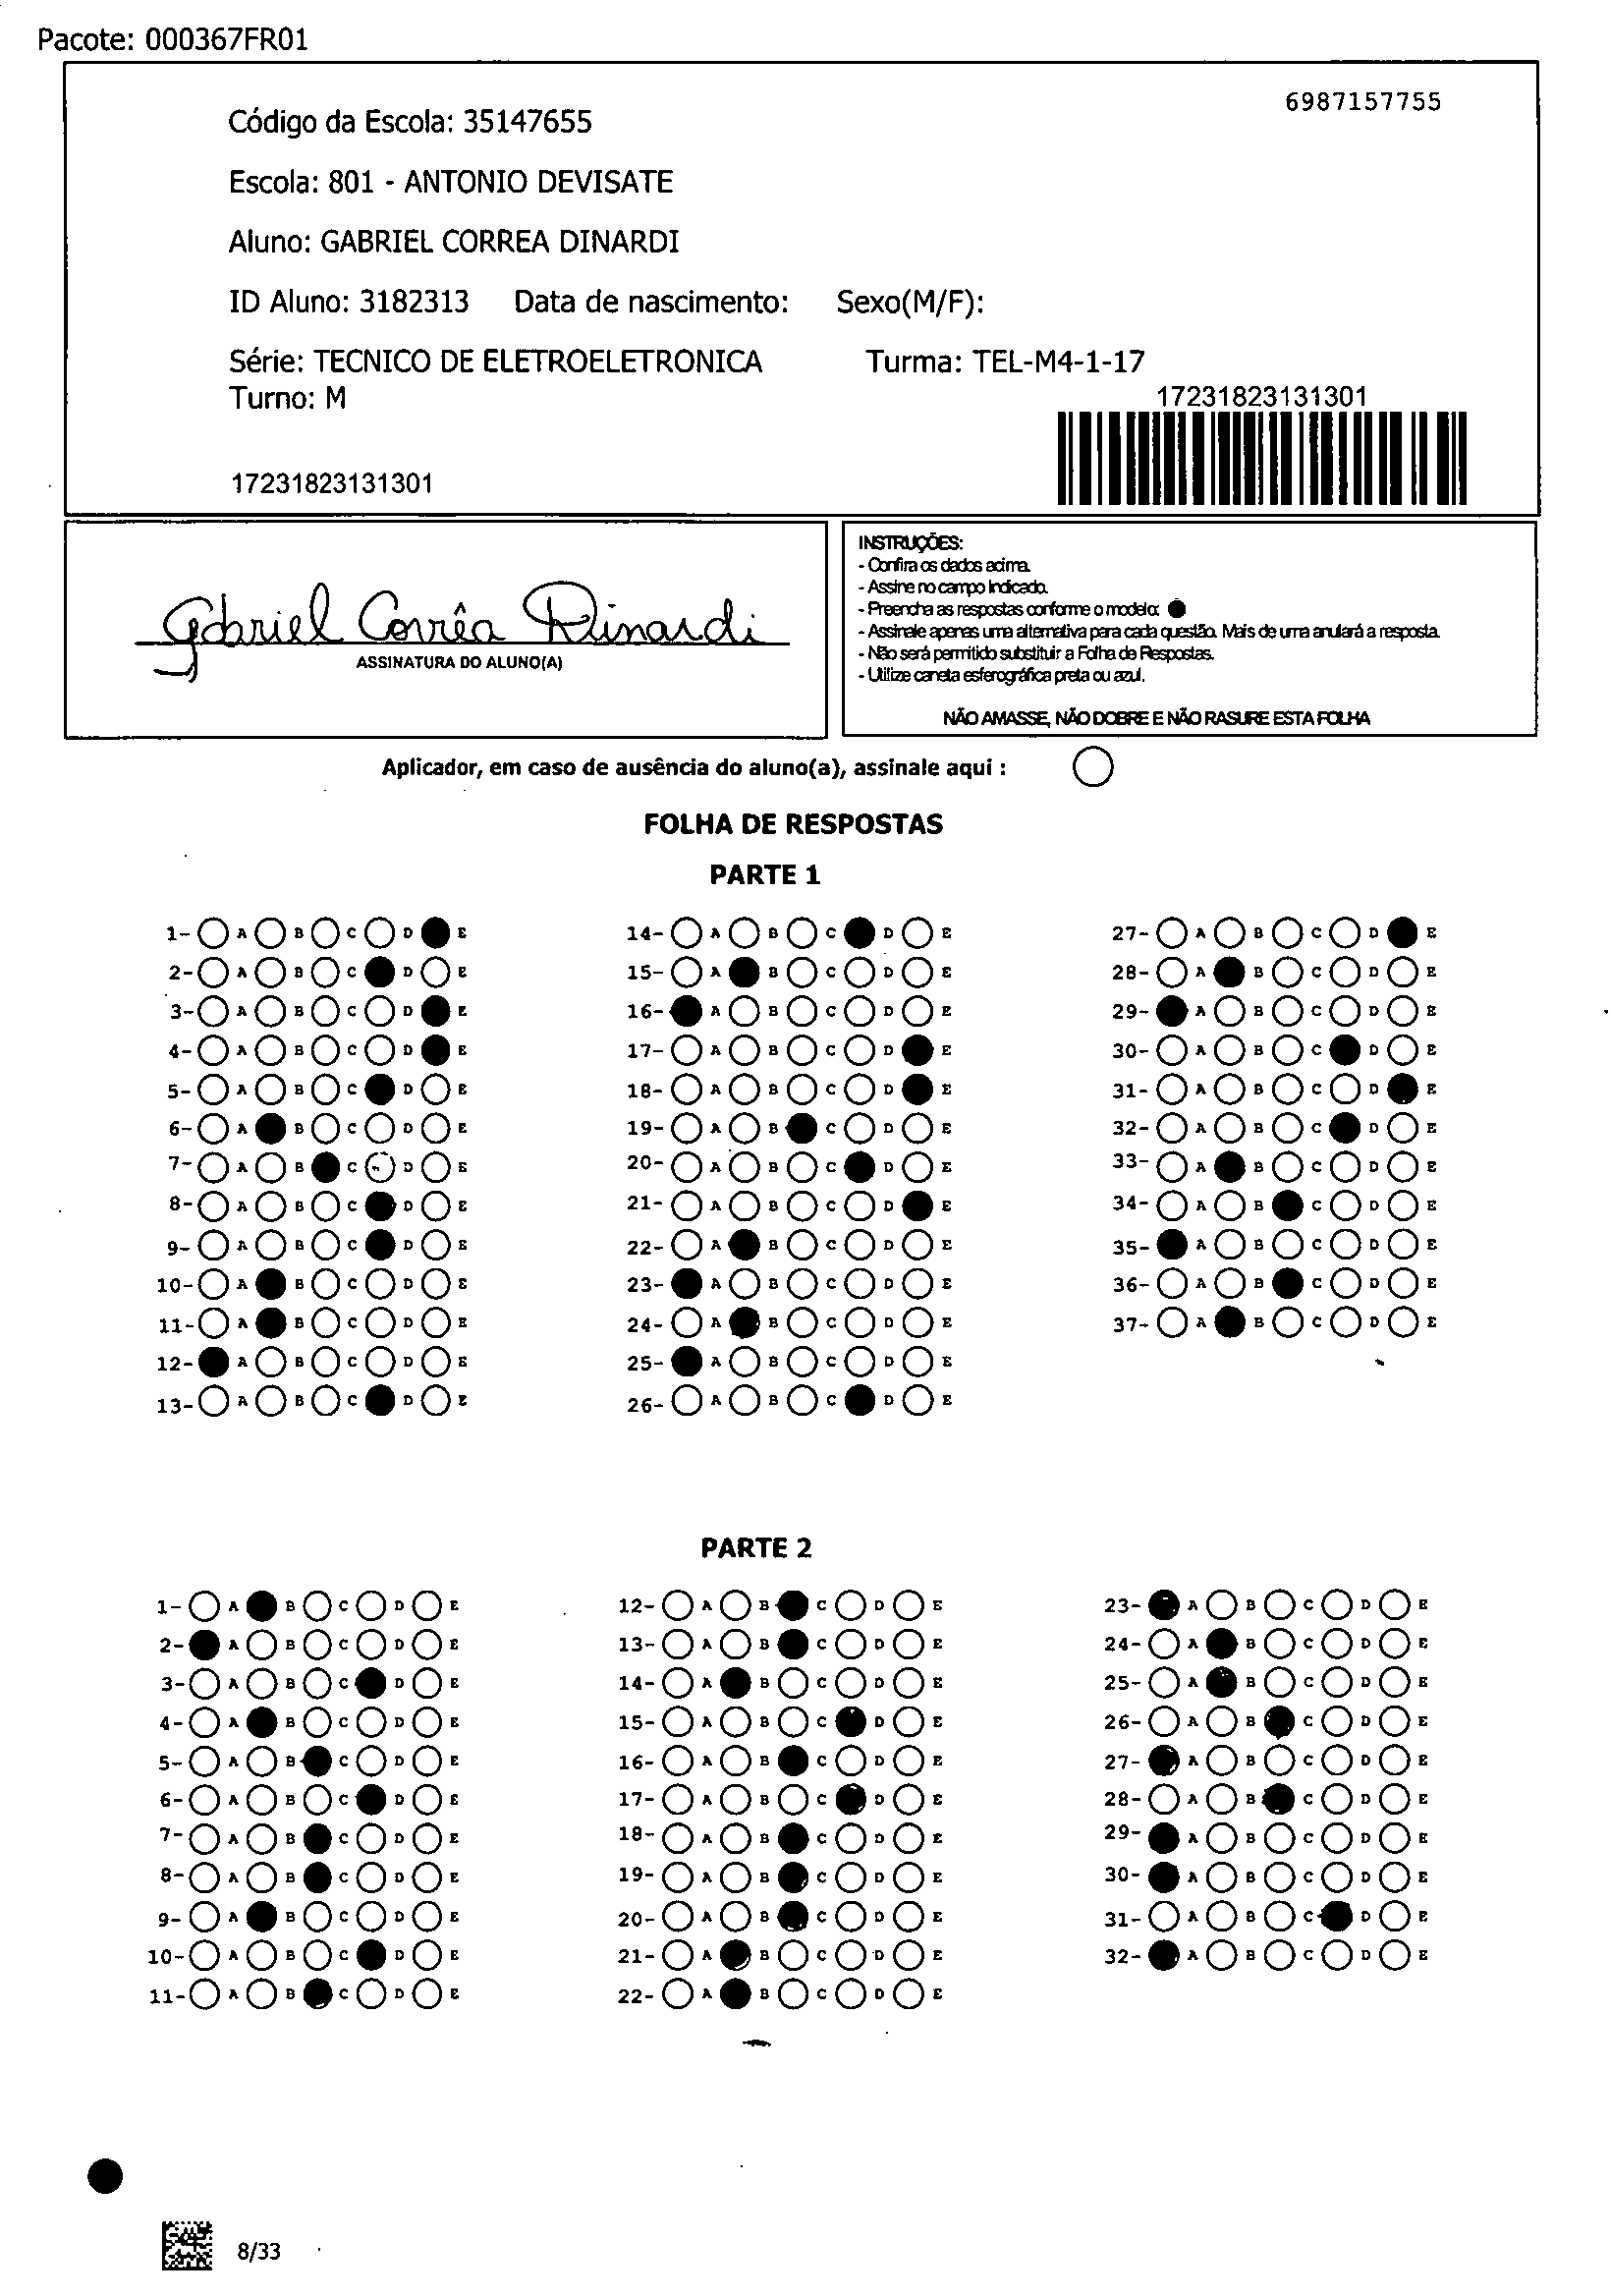 Pacote: 000367FR01
6987157755
Código da Escola: 35147655
Escola: 801 - ANTONIO DEVISATE
Aluno: GABRIEL CORREA DINARDI
ID Aluno: 3182313 Data de nascimento: Sexo(M/F):
Série: TECNICO DE ELETROELETRONICA Turma: TEL-M4-1-17
Turno: M
17231823131301
17231823131301
Gabriel Corrêa Dinardi
ASSINATURA DO ALUNO(A)
INSTRUÇÕES:
- Confira os dados acima.
- Assine no campo indicado.
- Preencha as respostas conforme o modelo:
- Assinale apenas uma alternativa para cada questão. Mais de uma anulará a resposta.
- Não será permitido substituir a Folha de Respostas.
- Utilize caneta esferográfica preta ou azul.
NÃO AMASSE, NÃO DOBRE E NÃO RASURE ESTA FOLHA
Aplicador, em caso de ausência do aluno(a), assinale aqui :
FOLHA DE RESPOSTAS
PARTE 1
1- A B C D E 14- A B C D E 27- A B C D E
2- A B C D E 15- A B C D E 28- A B C D E
3- A B C D E 16- A B C D E 29- A B C D E
4- A B C D E 17- A B C D E 30- A B C D E
5- A B C D E 18- A B C D E 31- A B C D E
6- A B C D E 19- A B C D E 32- A B C D E
7- A B C D E 20- A B C D E 33- A B C D E
8- A B C D E 21- A B C D E 34- A B C D E
9- A B C D E 22- A B C D E 35- A B C D E
10- A B C D E 23- A B C D E 36- A B C D E
11- A B C D E 24- A B C D E 37- A B C D E
12- A B C D E 25- A B C D E
13- A B C D E 26- A B C D E
PARTE 2
1- A B C D E 12- A B C D E 23- A B C D E
2- A B C D E 13- A B C D E 24- A B C D E
3- A B C D E 14- A B C D E 25- A B C D E
4- A B C D E 15- A B C D E 26- A B C D E
5- A B C D E 16- A B C D E 27- A B C D E
6- A B C D E 17- A B C D E 28- A B C D E
7- A B C D E 18- A B C D E 29- A B C D E
8- A B C D E 19- A B C D E 30- A B C D E
9- A B C D E 20- A B C D E 31- A B C D E
10- A B C D E 21- A B C D E 32- A B C D E
11- A B C D E 22- A B C D E
8/33